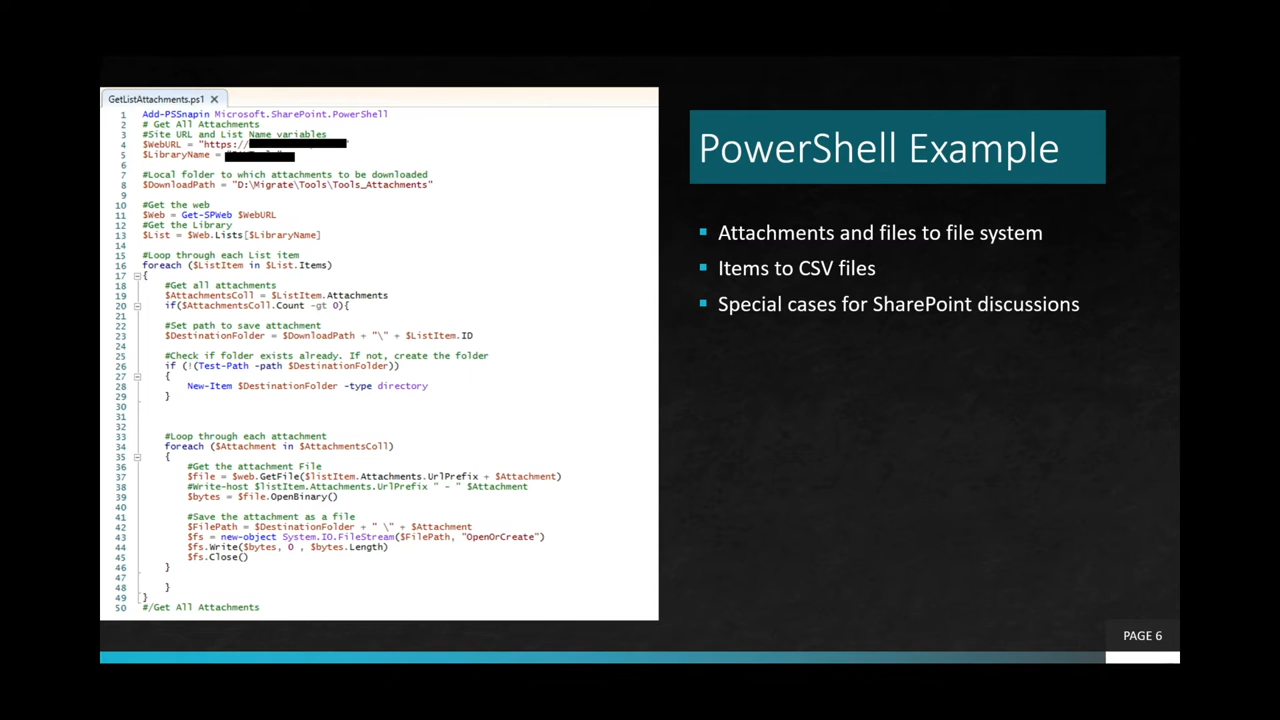 GetListAttachments.ps1
1 Add-PSSnapin Microsoft.SharePoint.PowerShell
2 # Get All Attachments
3 #Site URL and List Name variables
4 $WebURL = "https://
5 $LibraryName =
6
7 #Local folder to which attachments to be downloaded
8 $DownloadPath = "D:\Migrate\Tools\Tools_Attachments"
9
10 #Get the web
11 $Web = Get-SPWeb $WebURL
12 #Get the Library
13 $List = $Web.Lists[$LibraryName]
14
15 #Loop through each List item
16 foreach ($ListItem in $List.Items)
17 {
18 #Get all attachments
19 $AttachmentsColl = $ListItem.Attachments
20 if($AttachmentsColl.Count -gt 0){
21
22 #Set path to save attachment
23 $DestinationFolder = $DownloadPath + "\" + $ListItem.ID
24
25 #Check if folder exists already. If not, create the folder
26 if (!(Test-Path -path $DestinationFolder))
27 {
28 New-Item $DestinationFolder -type directory
29 }
30
31
32
33 #Loop through each attachment
34 foreach ($Attachment in $AttachmentsColl)
35 {
36 #Get the attachment File
37 $file = $web.GetFile($listItem.Attachments.UrlPrefix + $Attachment)
38 #Write-host $listItem.Attachments.UrlPrefix " - " $Attachment
39 $bytes = $file.OpenBinary()
40
41 #Save the attachment as a file
42 $FilePath = $DestinationFolder + " \" + $Attachment
43 $fs = new-object System.IO.FileStream($FilePath, "OpenOrCreate")
44 $fs.Write($bytes, 0 , $bytes.Length)
45 $fs.Close()
46 }
47
48 }
49 }
50 #/Get All Attachments
PowerShell Example
Attachments and files to file system
Items to CSV files
Special cases for SharePoint discussions
PAGE 6